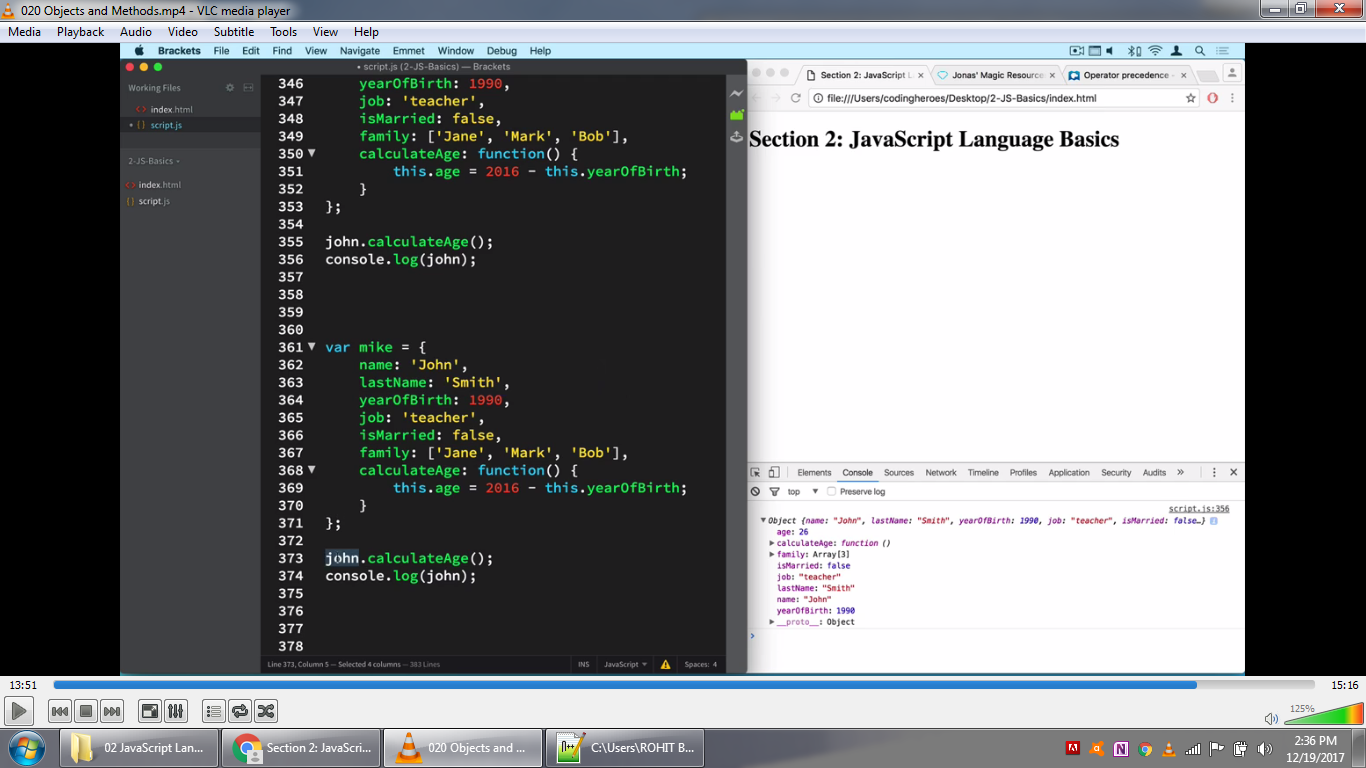 020 Objects and Methods.mp4 - VLC media player
Media Playback Audio Video Subtitle Tools View Help
Brackets File Edit Find View Navigate Emmet Window Debug Help
• script.js (2-JS-Basics) — Brackets
Working Files
<> index.html
• {} script.js
2-JS-Basics
<> index.html
{} script.js
346 yearOfBirth: 1990,
347 job: 'teacher',
348 isMarried: false,
349 family: ['Jane', 'Mark', 'Bob'],
350 calculateAge: function() {
351 this.age = 2016 - this.yearOfBirth;
352 }
353 };
354
355 john.calculateAge();
356 console.log(john);
357
358
359
360
361 var mike = {
362 name: 'John',
363 lastName: 'Smith',
364 yearOfBirth: 1990,
365 job: 'teacher',
366 isMarried: false,
367 family: ['Jane', 'Mark', 'Bob'],
368 calculateAge: function() {
369 this.age = 2016 - this.yearOfBirth;
370 }
371 };
372
373 john.calculateAge();
374 console.log(john);
375
376
377
378
Line 373, Column 5 — Selected 4 columns — 383 Lines
INS JavaScript Spaces: 4
Section 2: JavaScript L
Jonas' Magic Resource
Operator precedence -
file:///Users/codingheroes/Desktop/2-JS-Basics/index.html
Section 2: JavaScript Language Basics
Elements Console Sources Network Timeline Profiles Application Security Audits »
top Preserve log
script.js:356
Object {name: "John", lastName: "Smith", yearOfBirth: 1990, job: "teacher", isMarried: false…}
age: 26
calculateAge: function ()
family: Array[3]
isMarried: false
job: "teacher"
lastName: "Smith"
name: "John"
yearOfBirth: 1990
__proto__: Object
13:51
15:16
125%
02 JavaScript Lan...
Section 2: JavaScri...
020 Objects and ...
C:\Users\ROHIT B...
2:36 PM
12/19/2017